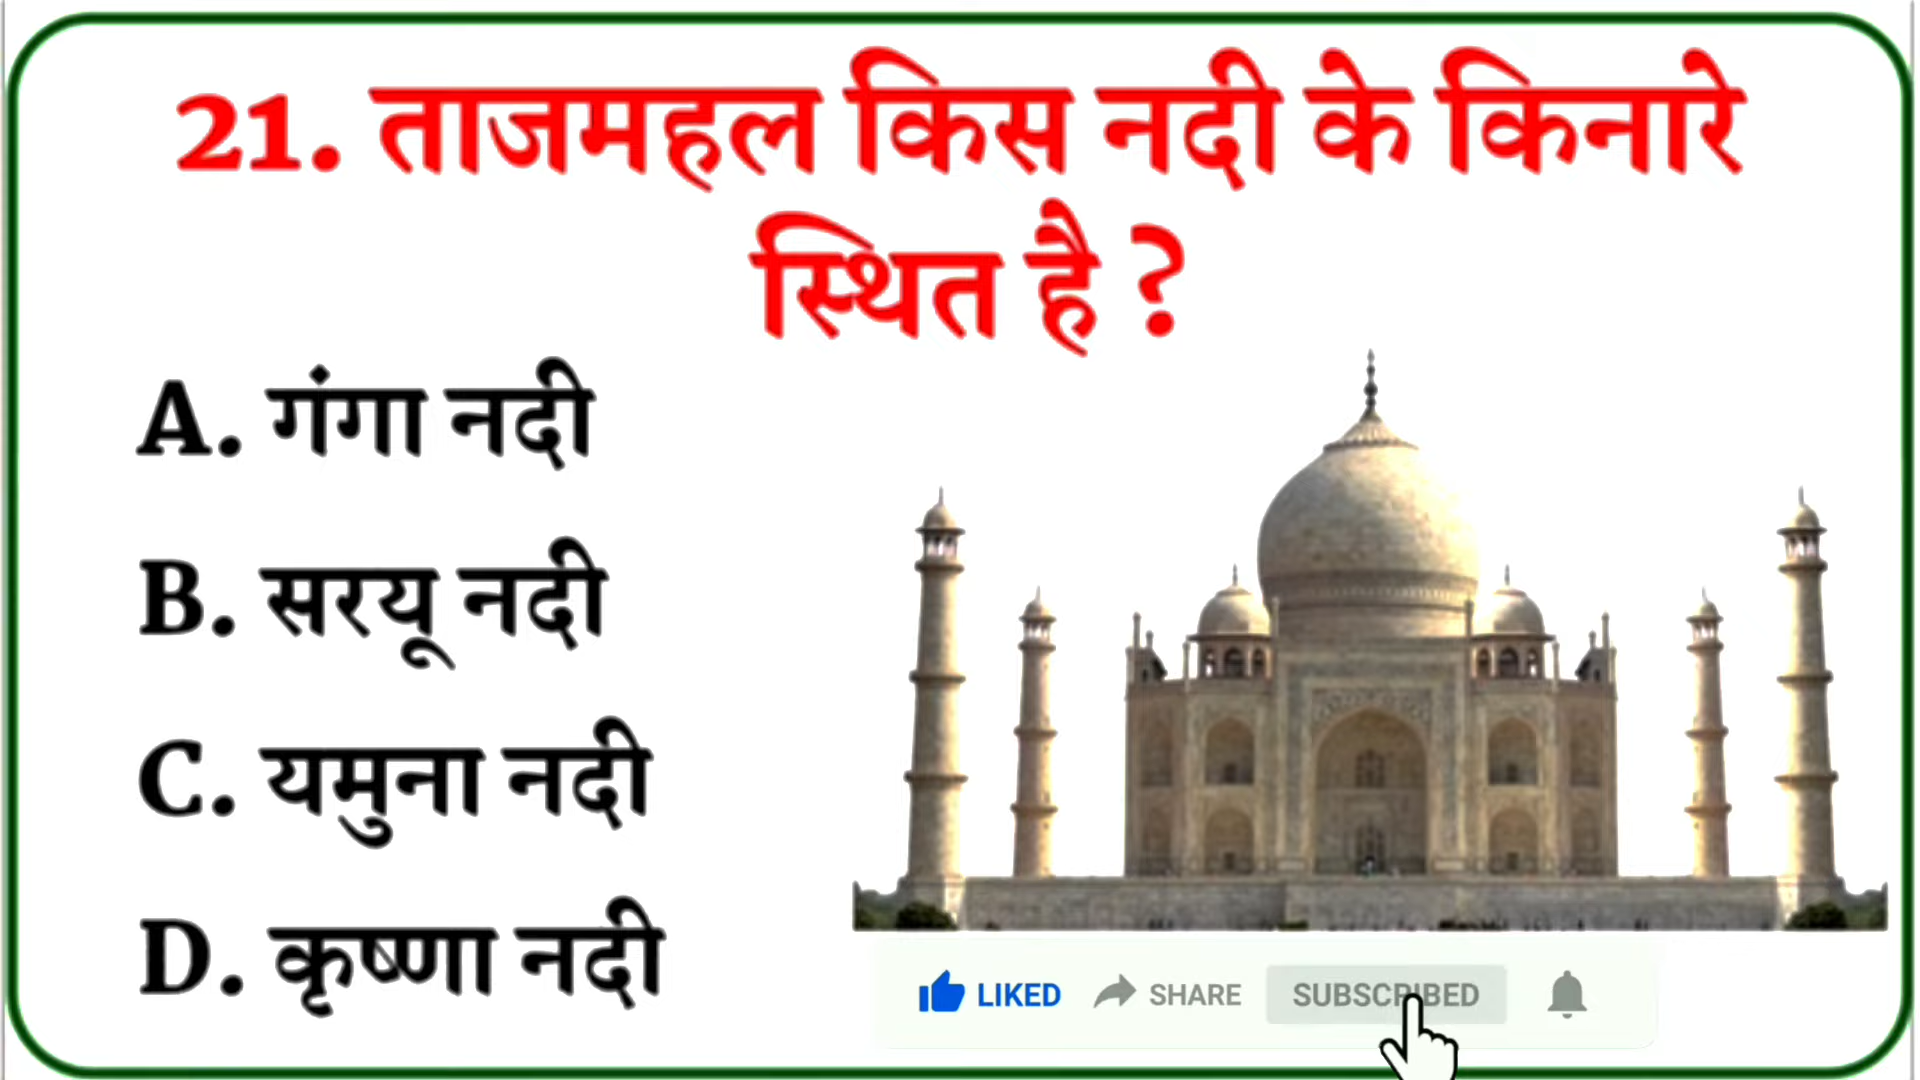 21. ताजमहल किस नदी के किनारे
स्थित है ?
A. गंगा नदी
B. सरयू नदी
C. यमुना नदी
D. कृष्णा नदी
LIKED SHARE SUBSCRIBED